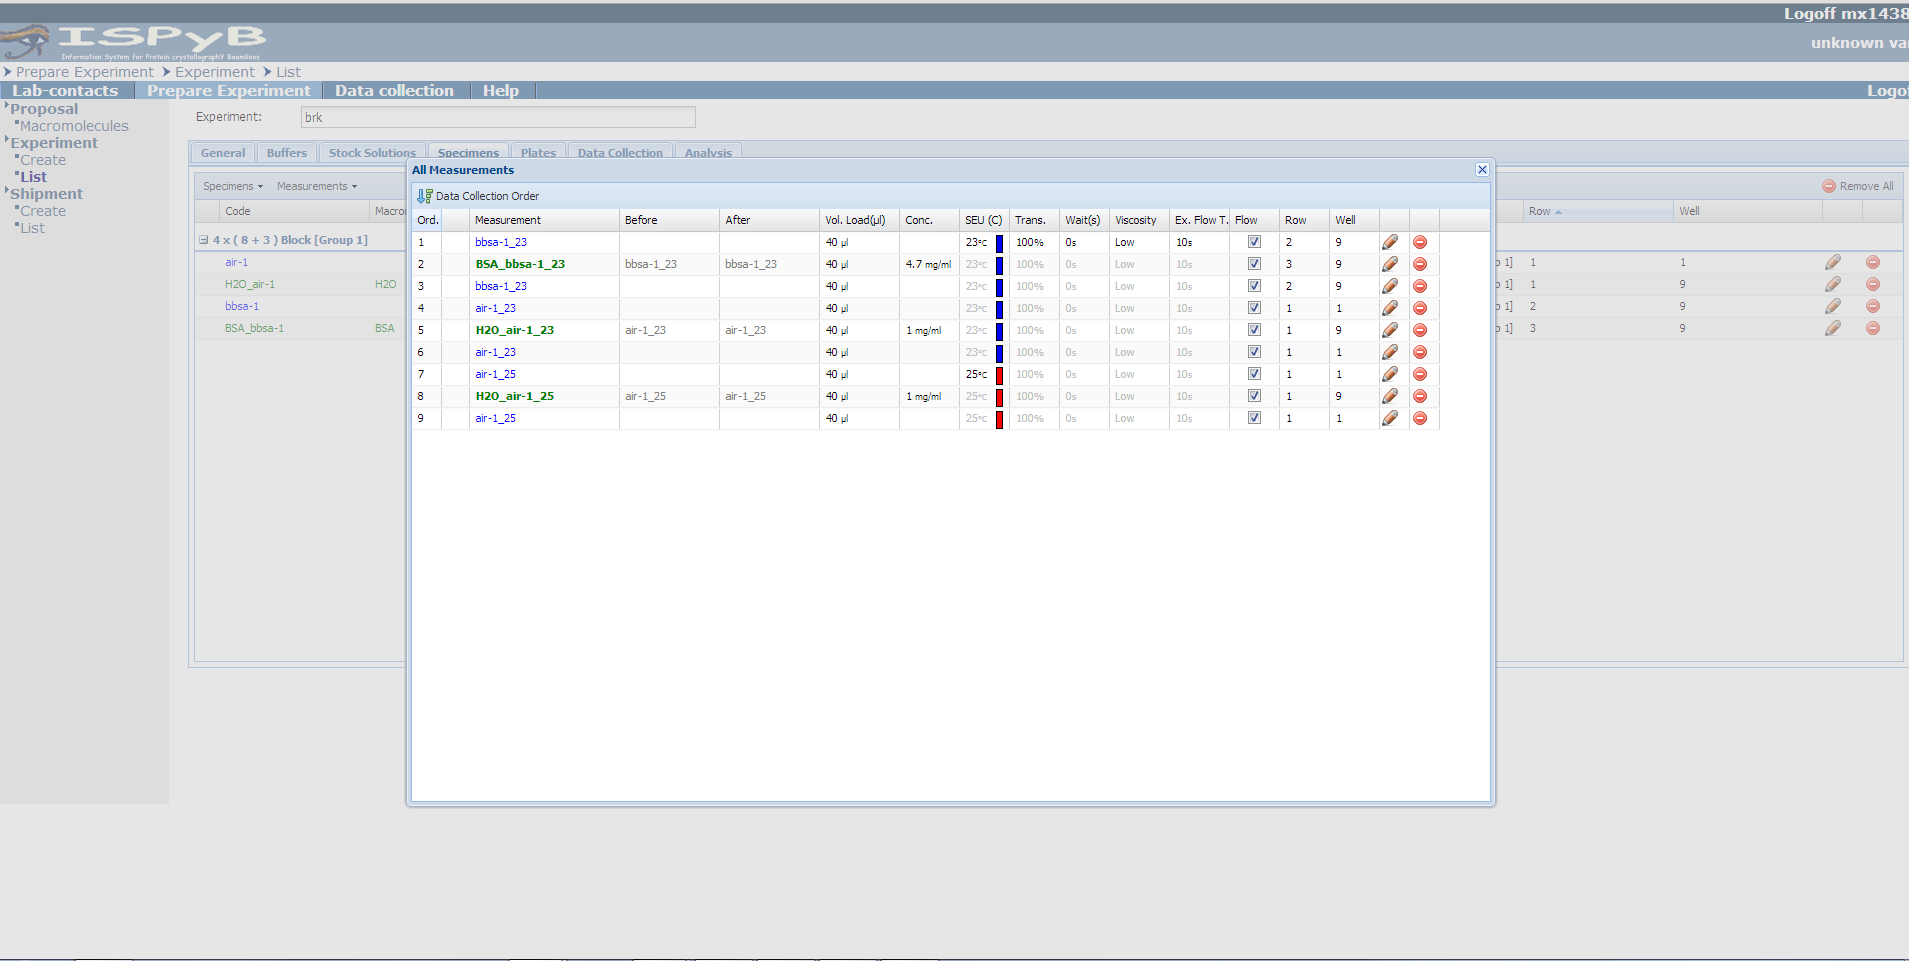 Logoff mx1438
ISPyB
Information System for Protein crystallographY Beamlines
unknown va
Prepare Experiment Experiment List
Lab-contacts Prepare Experiment Data collection Help Logof
Proposal
Macromolecules
Experiment
Create
List
Shipment
Create
List
Experiment: brk
General Buffers Stock Solutions Specimens Plates Data Collection Analysis
Specimens Measurements Remove All
Code Macro Row Well
4 x ( 8 + 3 ) Block [Group 1]
air-1 1] 1 1
H2O_air-1 H2O 1] 1 9
bbsa-1 1] 2 9
BSA_bbsa-1 BSA 1] 3 9
All Measurements
Data Collection Order
Ord. Measurement Before After Vol. Load(µl) Conc. SEU (C) Trans. Wait(s) Viscosity Ex. Flow T. Flow Row Well
1 bbsa-1_23 40 µl 23ºC 100% 0s Low 10s 2 9
2 BSA_bbsa-1_23 bbsa-1_23 bbsa-1_23 40 µl 4.7 mg/ml 23ºC 100% 0s Low 10s 3 9
3 bbsa-1_23 40 µl 23ºC 100% 0s Low 10s 2 9
4 air-1_23 40 µl 23ºC 100% 0s Low 10s 1 1
5 H2O_air-1_23 air-1_23 air-1_23 40 µl 1 mg/ml 23ºC 100% 0s Low 10s 1 9
6 air-1_23 40 µl 23ºC 100% 0s Low 10s 1 1
7 air-1_25 40 µl 25ºC 100% 0s Low 10s 1 1
8 H2O_air-1_25 air-1_25 air-1_25 40 µl 1 mg/ml 25ºC 100% 0s Low 10s 1 9
9 air-1_25 40 µl 25ºC 100% 0s Low 10s 1 1